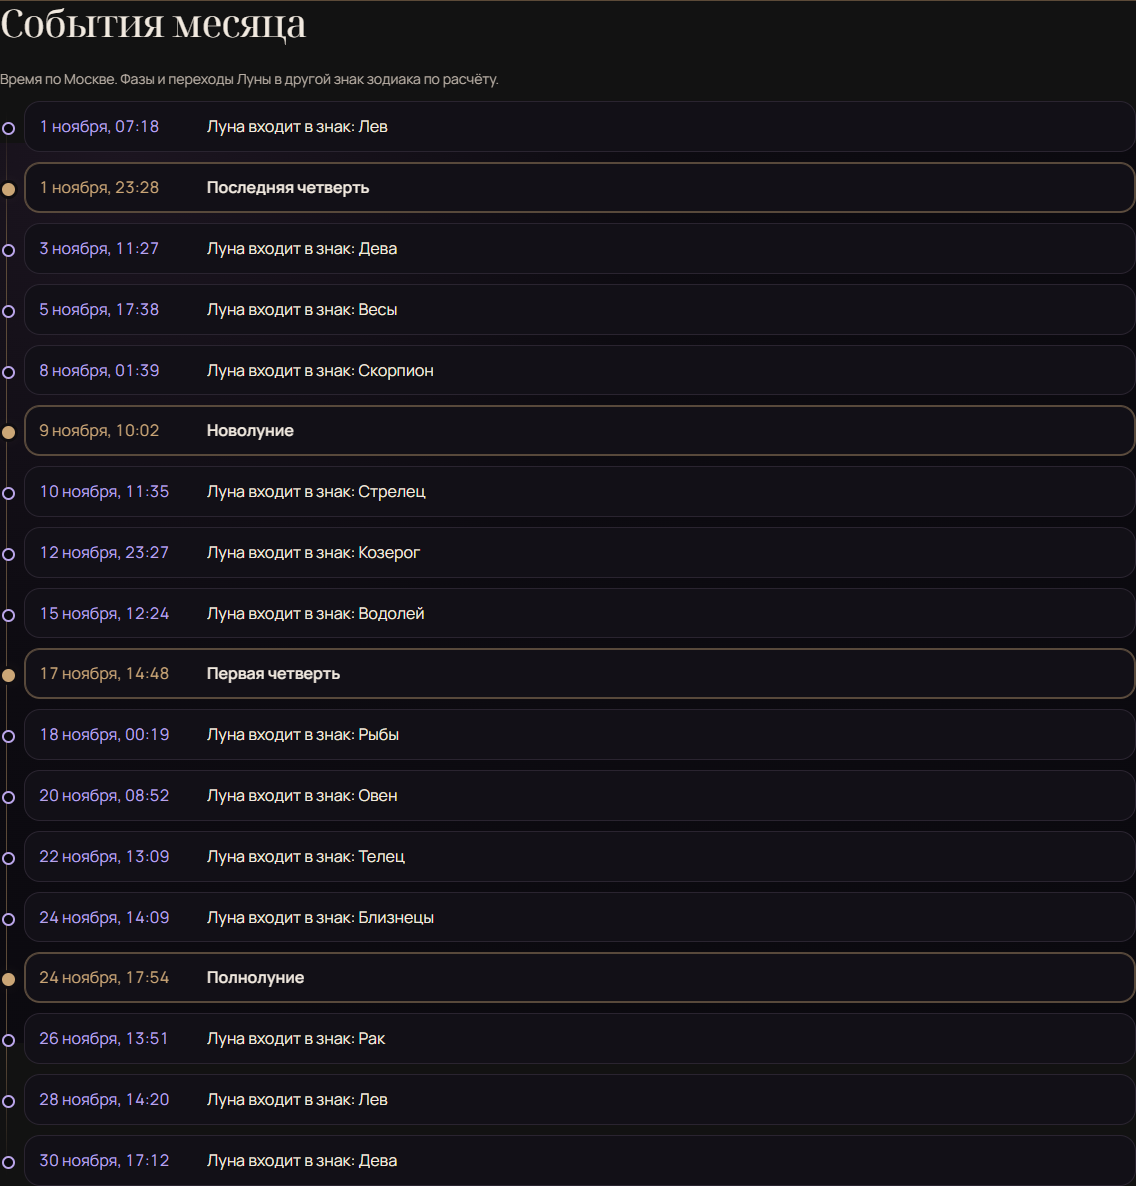 События месяца
Время по Москве. Фазы и переходы Луны в другой знак зодиака по расчёту.
1 ноября, 07:18 Луна входит в знак: Лев
1 ноября, 23:28 Последняя четверть
3 ноября, 11:27 Луна входит в знак: Дева
5 ноября, 17:38 Луна входит в знак: Весы
8 ноября, 01:39 Луна входит в знак: Скорпион
9 ноября, 10:02 Новолуние
10 ноября, 11:35 Луна входит в знак: Стрелец
12 ноября, 23:27 Луна входит в знак: Козерог
15 ноября, 12:24 Луна входит в знак: Водолей
17 ноября, 14:48 Первая четверть
18 ноября, 00:19 Луна входит в знак: Рыбы
20 ноября, 08:52 Луна входит в знак: Овен
22 ноября, 13:09 Луна входит в знак: Телец
24 ноября, 14:09 Луна входит в знак: Близнецы
24 ноября, 17:54 Полнолуние
26 ноября, 13:51 Луна входит в знак: Рак
28 ноября, 14:20 Луна входит в знак: Лев
30 ноября, 17:12 Луна входит в знак: Дева